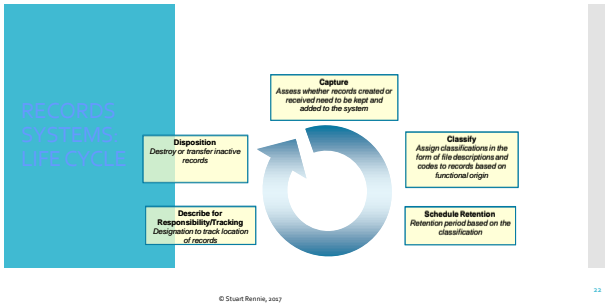 RECORDS
SYSTEMS
LIFE CYCLE
Capture
Assess whether records created or
received need to be kept and
added to the system
Classify
Assign classifications in the
form of file descriptions and
codes to records based on
functional origin
Schedule Retention
Retention period based on the
classification
Describe for
Responsibility/Tracking
Designation to track location
of records
Disposition
Destroy or transfer inactive
records
© Stuart Rennie, 2017
22